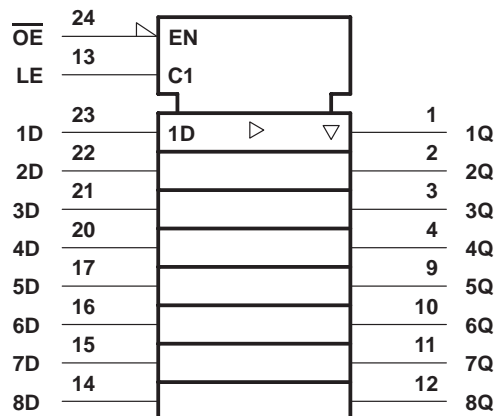 OE 24 EN
LE 13 C1
1D 23 1D 1 1Q
2D 22 2 2Q
3D 21 3 3Q
4D 20 4 4Q
5D 17 9 5Q
6D 16 10 6Q
7D 15 11 7Q
8D 14 12 8Q